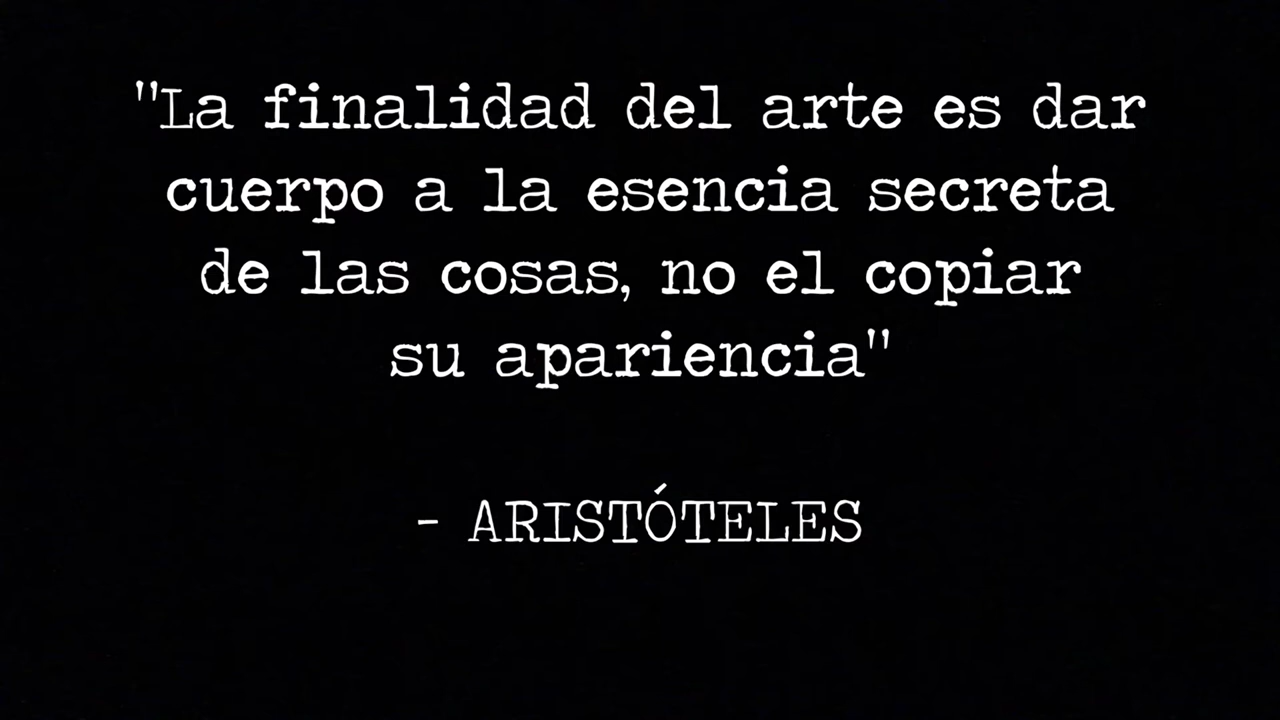 "La finalidad del arte es dar
cuerpo a la esencia secreta
de las cosas, no el copiar
su apariencia"
- ARISTÓTELES